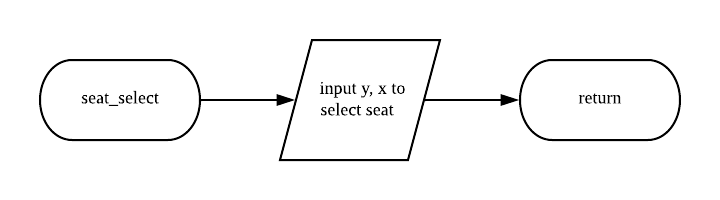 seat_select
input y, x to
select seat
return